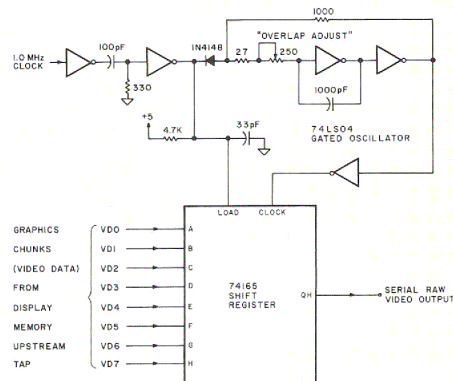 1000
"OVERLAP ADJUST"
1.0 MHz
CLOCK
100pF
330
1N4148
27
250
1000pF
74LS04
GATED OSCILLATOR
+5
4.7K
33pF
LOAD CLOCK
GRAPHICS VD0 A
CHUNKS VD1 B
(VIDEO DATA) VD2 C
FROM VD3 D
DISPLAY VD4 E
MEMORY VD5 F
UPSTREAM VD6 G
TAP VD7 H
74165
SHIFT
REGISTER
QH
SERIAL RAW
VIDEO OUTPUT